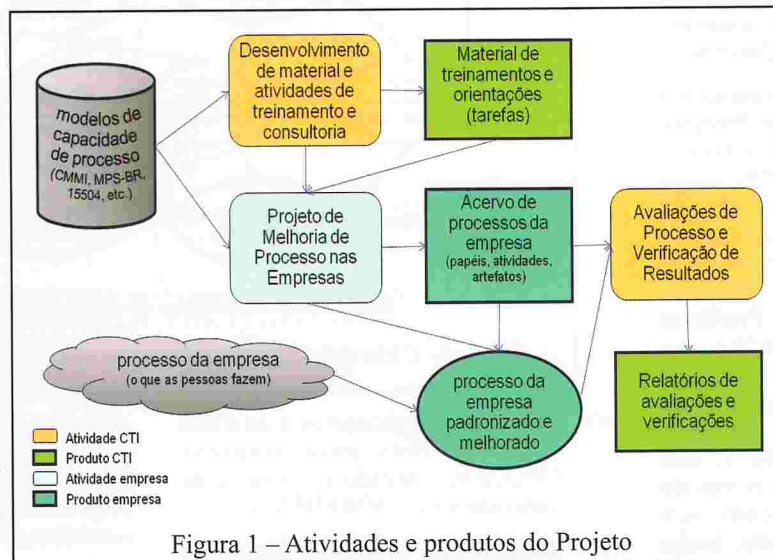 Desenvolvimento
de material e
atividades de
treinamento e
consultoria
Material de
treinamentos e
orientações
(tarefas)
modelos de
capacidade
de processo
(CMMI, MPS-BR,
15504, etc.)
Projeto de
Melhoria de
Processo nas
Empresas
Acervo de
processos da
empresa
(papéis, atividades,
artefatos)
Avaliações de
Processo e
Verificação de
Resultados
processo da empresa
(o que as pessoas fazem)
processo da
empresa
padronizado e
melhorado
Relatórios de
avaliações e
verificações
Atividade CTI
Produto CTI
Atividade empresa
Produto empresa
Figura 1 – Atividades e produtos do Projeto